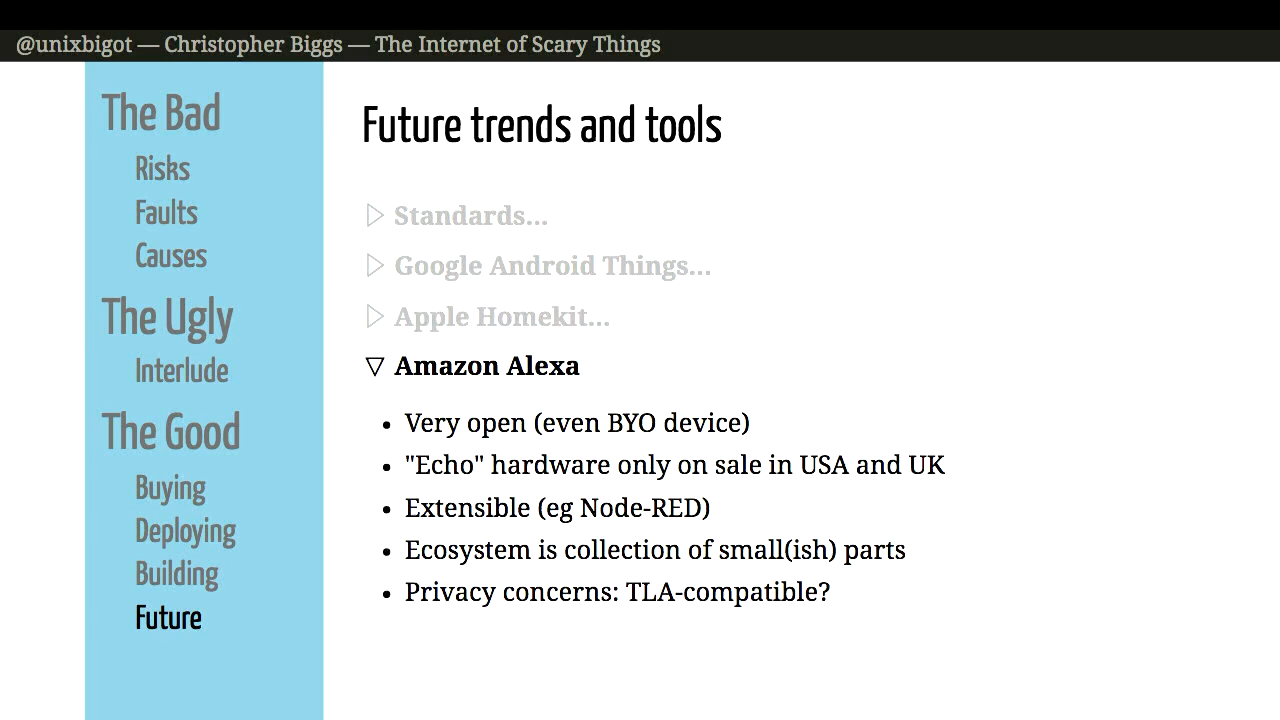 @unixbigot — Christopher Biggs — The Internet of Scary Things
The Bad
Risks
Faults
Causes
The Ugly
Interlude
The Good
Buying
Deploying
Building
Future
Future trends and tools
▷ Standards...
▷ Google Android Things...
▷ Apple Homekit...
▽ Amazon Alexa
• Very open (even BYO device)
• "Echo" hardware only on sale in USA and UK
• Extensible (eg Node-RED)
• Ecosystem is collection of small(ish) parts
• Privacy concerns: TLA-compatible?